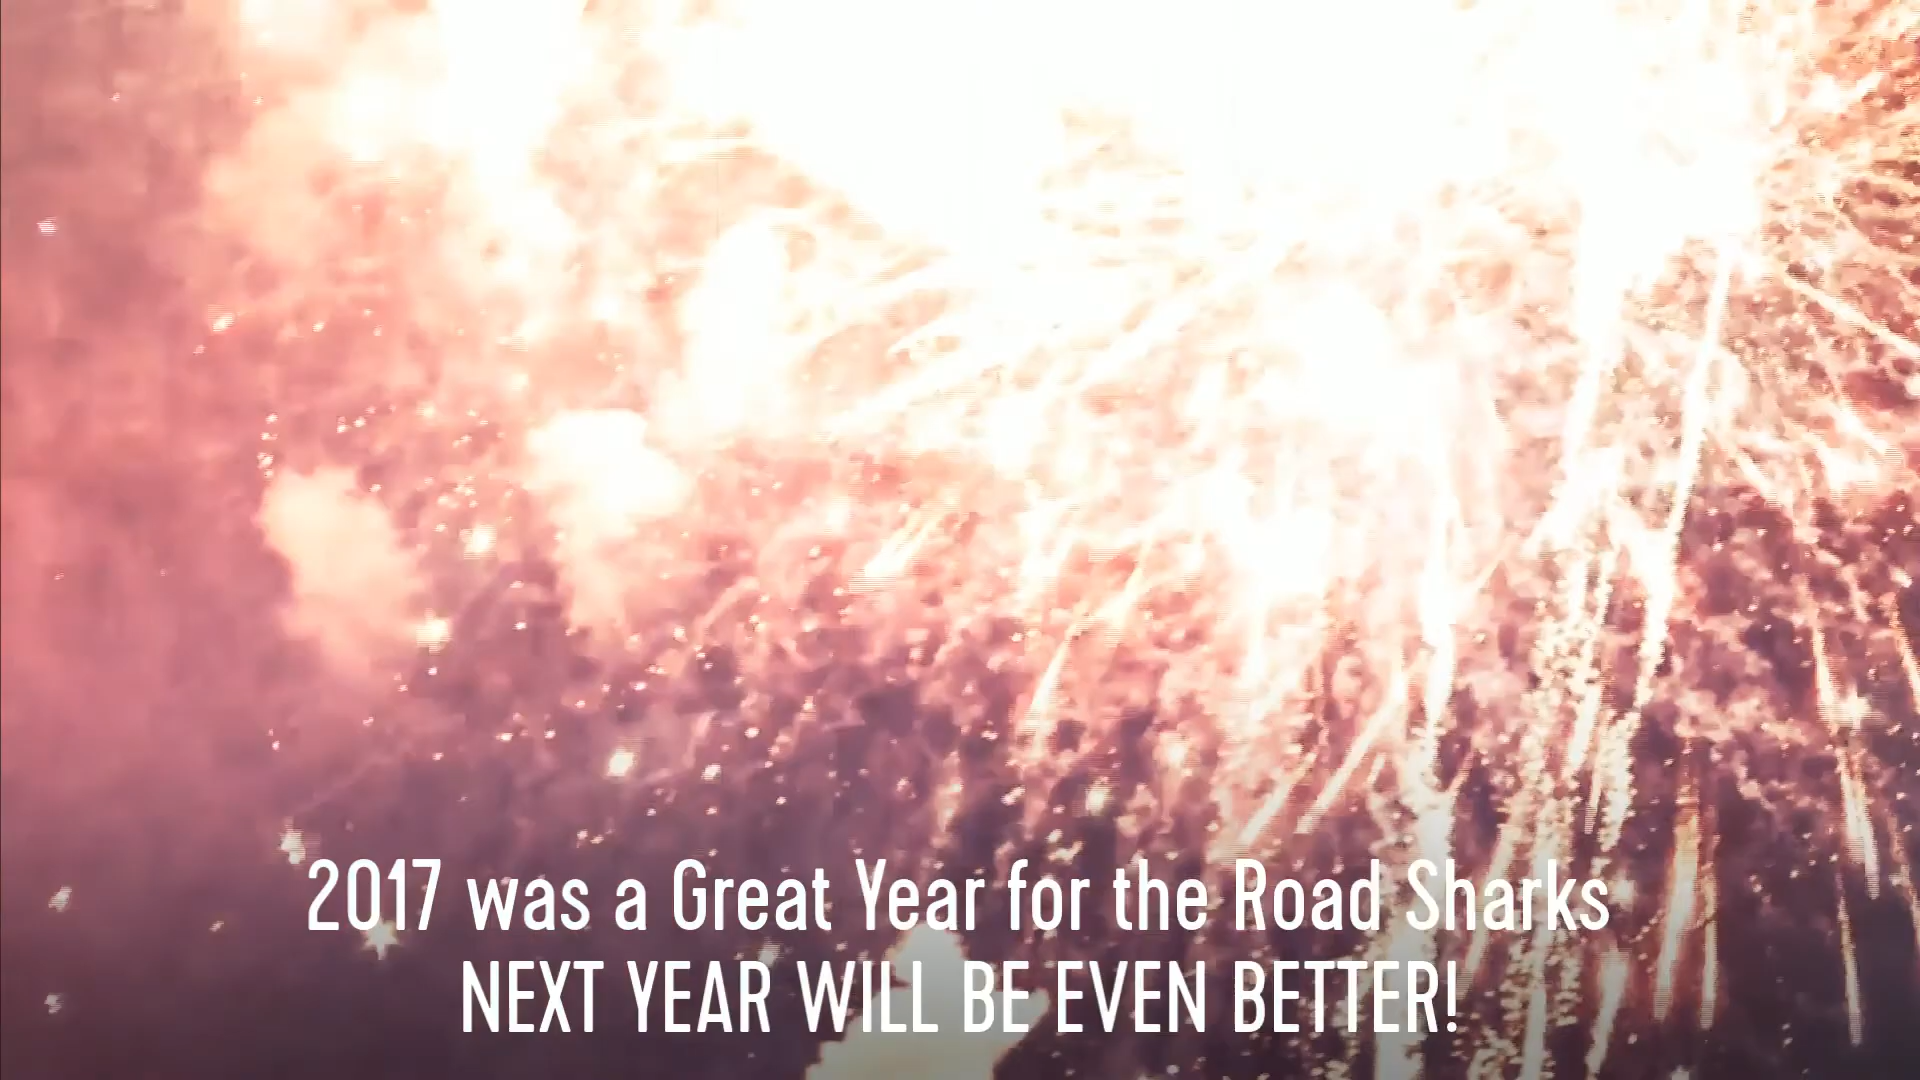 2017 was a Great Year for the Road Sharks
NEXT YEAR WILL BE EVEN BETTER!